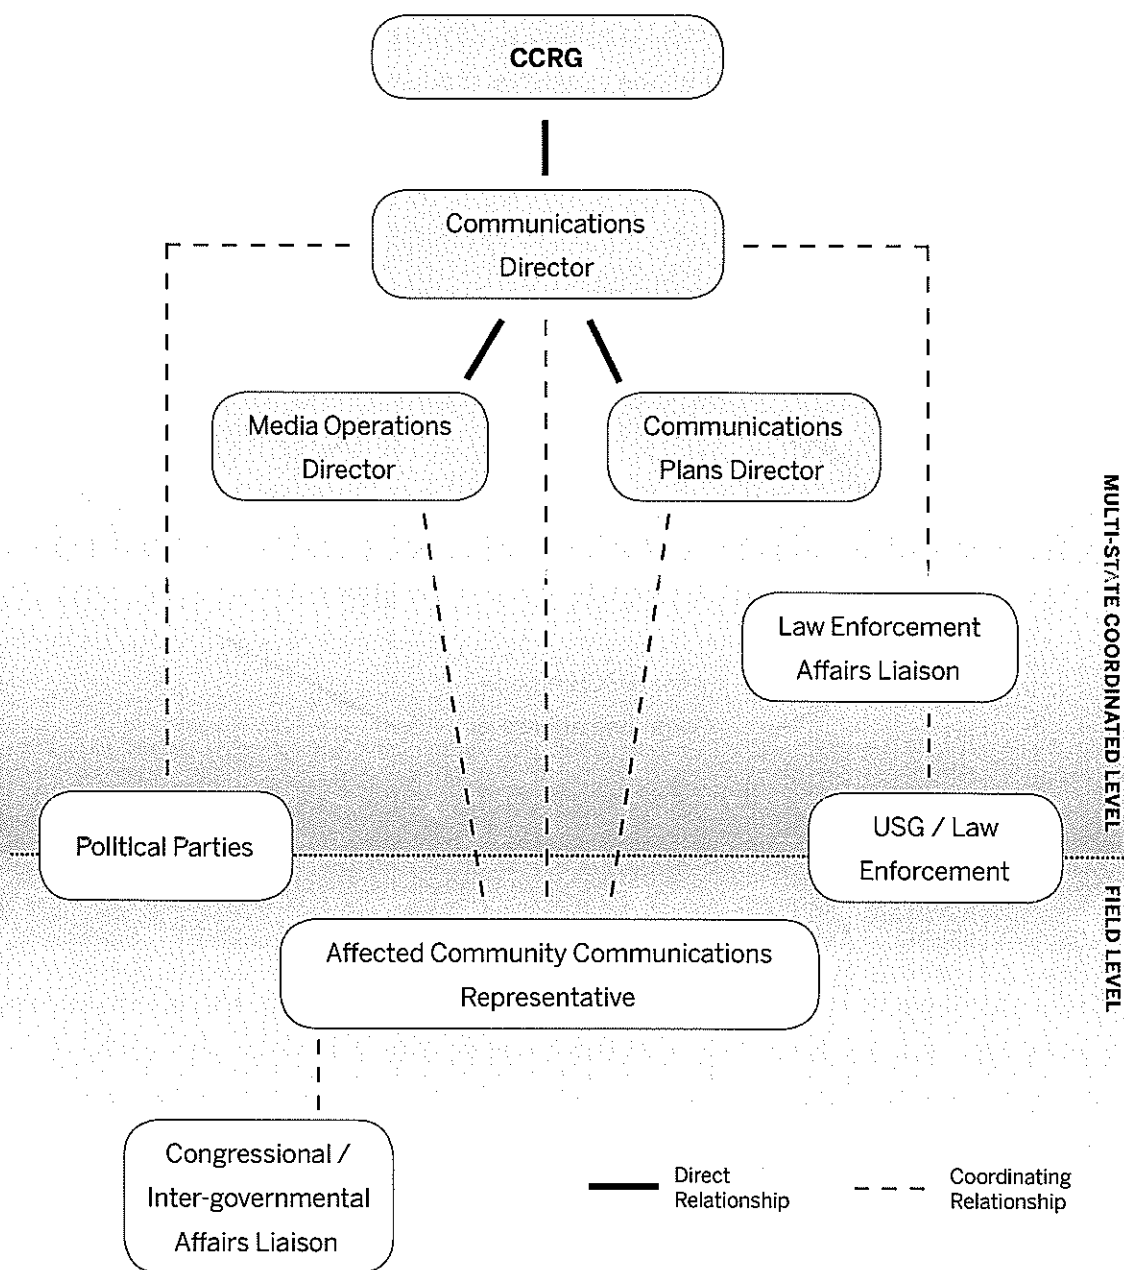 CCRG
Communications
Director
Media Operations
Director
Communications
Plans Director
Law Enforcement
Affairs Liaison
MULTI-STATE COORDINATED LEVEL
Political Parties
USG / Law
Enforcement
FIELD LEVEL
Affected Community Communications
Representative
Congressional /
Inter-governmental
Affairs Liaison
Direct
Relationship
Coordinating
Relationship